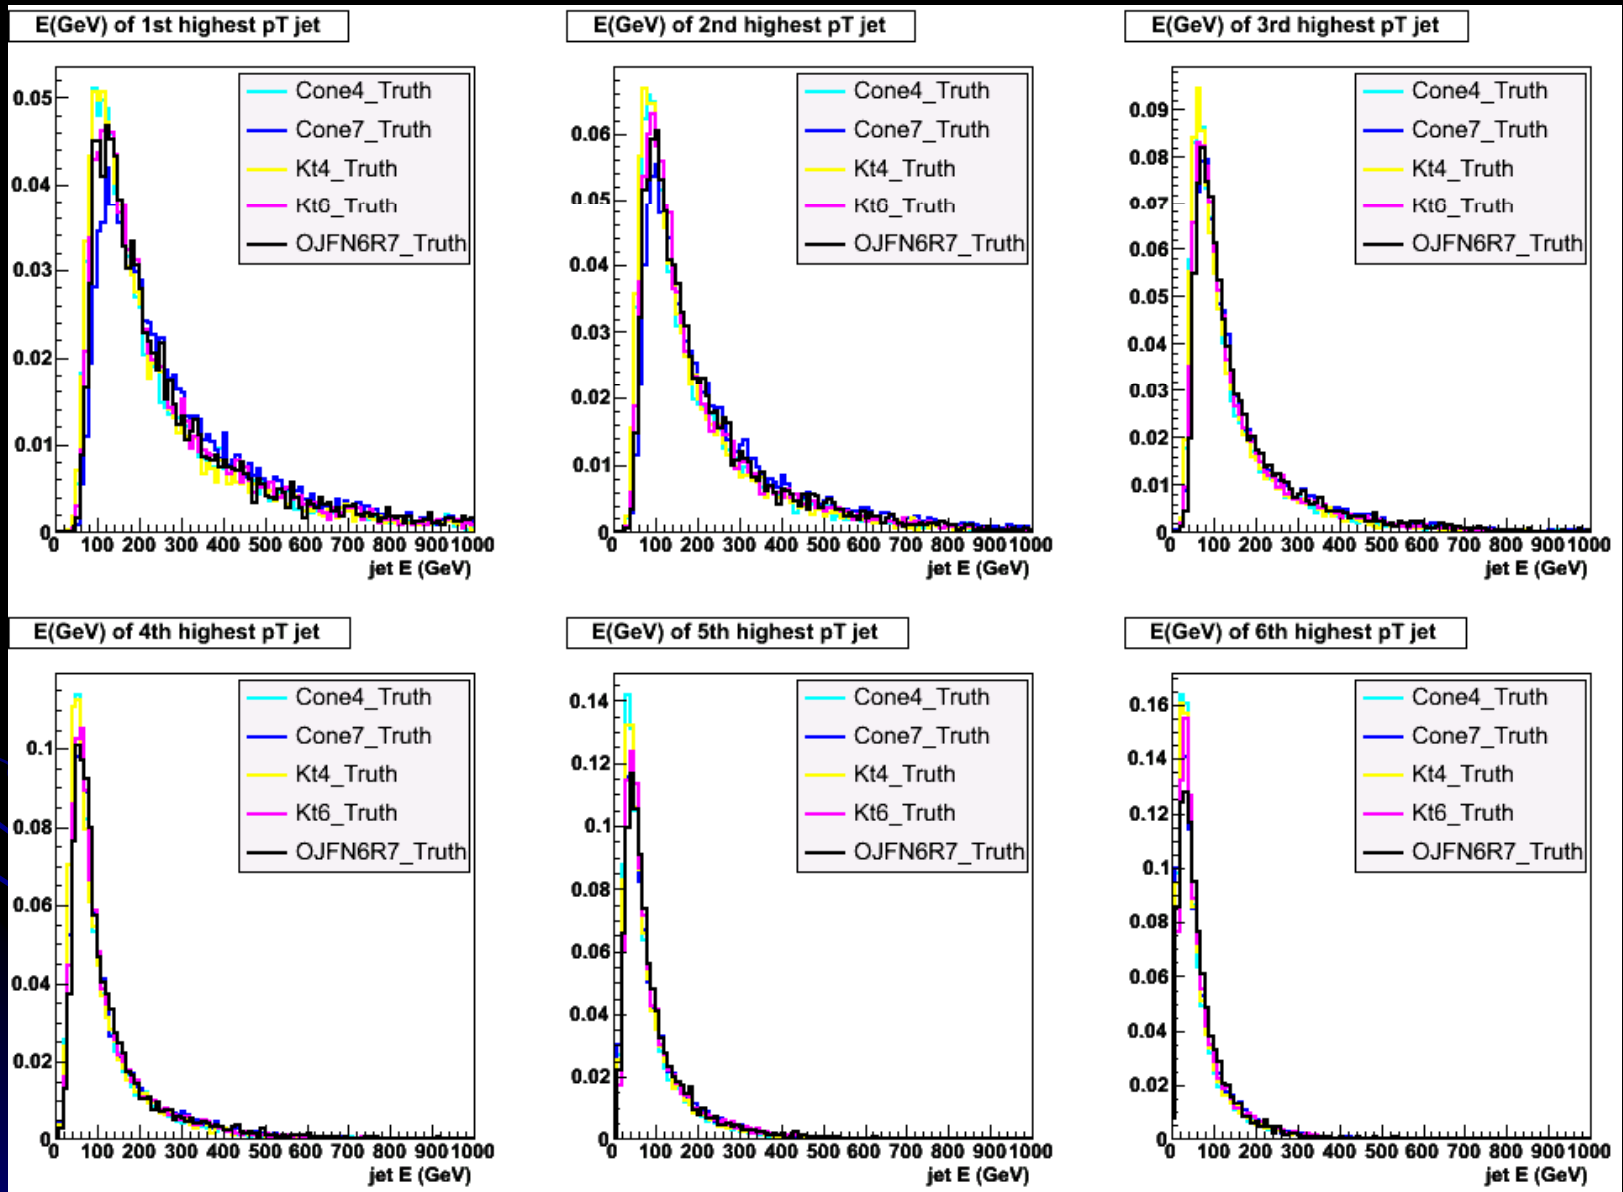 E(GeV) of 1st highest pT jet
Cone4_Truth
Cone7_Truth
Kt4_Truth
Kt6_Truth
OJFN6R7_Truth
0.05
0.04
0.03
0.02
0.01
0
0 100 200 300 400 500 600 700 800 900 1000
jet E (GeV)
E(GeV) of 2nd highest pT jet
Cone4_Truth
Cone7_Truth
Kt4_Truth
Kt6_Truth
OJFN6R7_Truth
0.06
0.05
0.04
0.03
0.02
0.01
0
0 100 200 300 400 500 600 700 800 900 1000
jet E (GeV)
E(GeV) of 3rd highest pT jet
Cone4_Truth
Cone7_Truth
Kt4_Truth
Kt6_Truth
OJFN6R7_Truth
0.09
0.08
0.07
0.06
0.05
0.04
0.03
0.02
0.01
0
0 100 200 300 400 500 600 700 800 900 1000
jet E (GeV)
E(GeV) of 4th highest pT jet
Cone4_Truth
Cone7_Truth
Kt4_Truth
Kt6_Truth
OJFN6R7_Truth
0.1
0.08
0.06
0.04
0.02
0
0 100 200 300 400 500 600 700 800 900 1000
jet E (GeV)
E(GeV) of 5th highest pT jet
Cone4_Truth
Cone7_Truth
Kt4_Truth
Kt6_Truth
OJFN6R7_Truth
0.14
0.12
0.1
0.08
0.06
0.04
0.02
0
0 100 200 300 400 500 600 700 800 900 1000
jet E (GeV)
E(GeV) of 6th highest pT jet
Cone4_Truth
Cone7_Truth
Kt4_Truth
Kt6_Truth
OJFN6R7_Truth
0.16
0.14
0.12
0.1
0.08
0.06
0.04
0.02
0
0 100 200 300 400 500 600 700 800 900 1000
jet E (GeV)